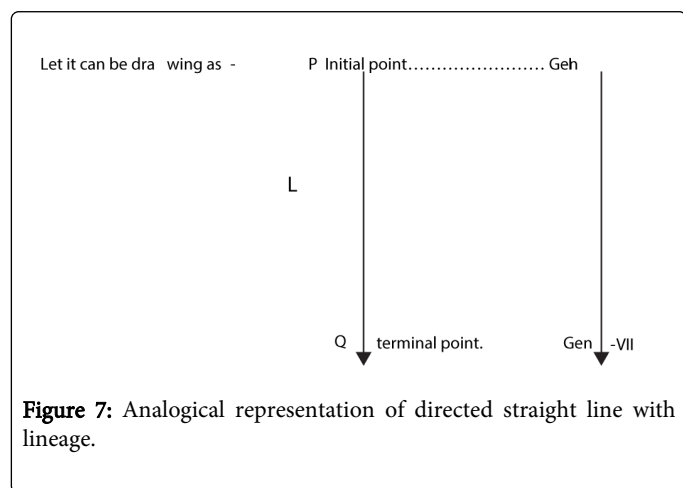 Let it can be dra wing as - P Initial point........................ Geh
L
Q terminal point. Gen -VII
Figure 7: Analogical representation of directed straight line with
lineage.